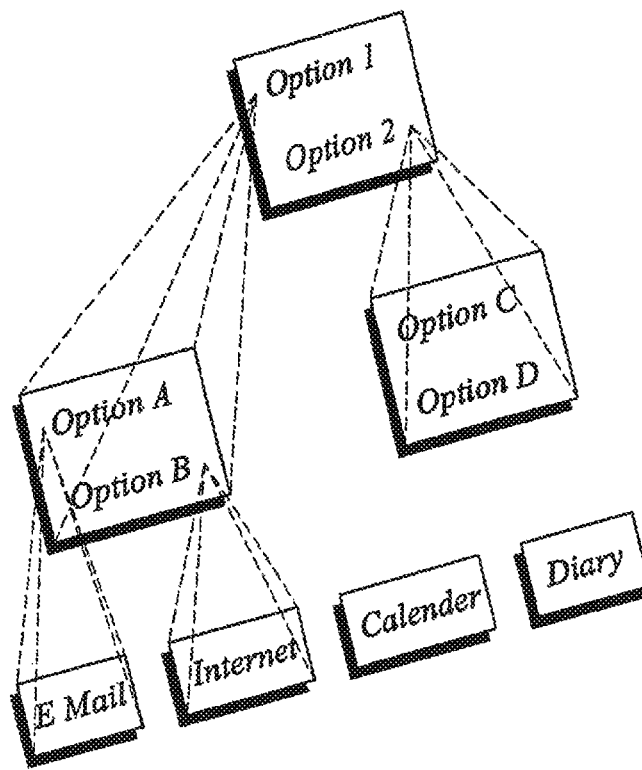 Option 1
Option 2
Option C
Option D
Option A
Option B
Diary
Calender
Internet
E Mail